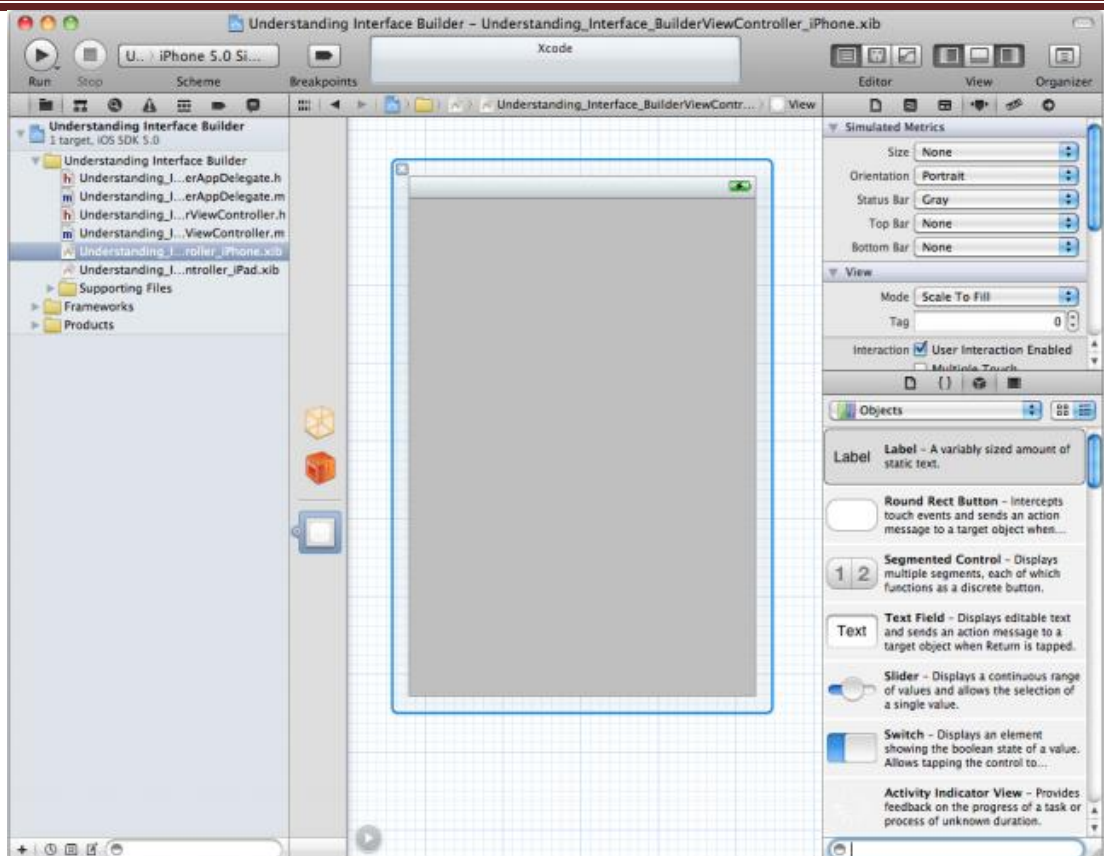 Understanding Interface Builder – Understanding_Interface_BuilderViewController_iPhone.xib
U.. iPhone 5.0 Si...
Xcode
Run Stop Scheme Breakpoints Editor View Organizer
Understanding_Interface_BuilderViewContr... View
Understanding Interface Builder
1 target, iOS SDK 5.0
Understanding Interface Builder
h Understanding_I...erAppDelegate.h
m Understanding_I...erAppDelegate.m
h Understanding_I...rViewController.h
m Understanding_I...ViewController.m
Understanding_I...roller_iPhone.xib
Understanding_I...ntroller_iPad.xib
Supporting Files
Frameworks
Products
Simulated Metrics
Size None
Orientation Portrait
Status Bar Gray
Top Bar None
Bottom Bar None
View
Mode Scale To Fill
Tag 0
Interaction User Interaction Enabled
Multiple Touch
Objects
Label
Label – A variably sized amount of
static text.
Round Rect Button – Intercepts
touch events and sends an action
message to a target object when...
1 2
Segmented Control – Displays
multiple segments, each of which
functions as a discrete button.
Text
Text Field – Displays editable text
and sends an action message to a
target object when Return is tapped.
Slider – Displays a continuous range
of values and allows the selection of
a single value.
Switch – Displays an element
showing the boolean state of a value.
Allows tapping the control to...
Activity Indicator View – Provides
feedback on the progress of a task or
process of unknown duration.